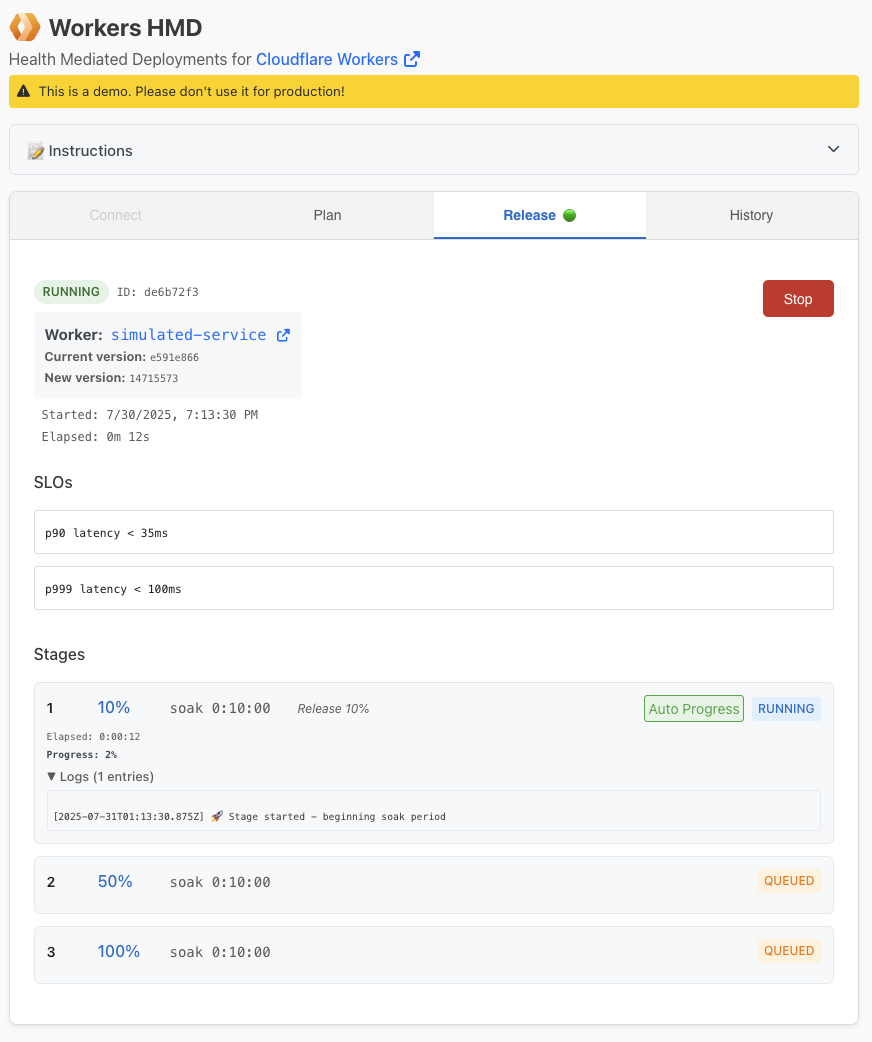 Workers HMD
Health Mediated Deployments for Cloudflare Workers
This is a demo. Please don't use it for production!
📝 Instructions
Connect Plan Release 🟢 History
RUNNING ID: de6b72f3
Stop
Worker: simulated-service
Current version: e591e866
New version: 14715573
Started: 7/30/2025, 7:13:30 PM
Elapsed: 0m 12s
SLOs
p90 latency < 35ms
p999 latency < 100ms
Stages
1 10% soak 0:10:00 Release 10% Auto Progress RUNNING
Elapsed: 0:00:12
Progress: 2%
▼ Logs (1 entries)
[2025-07-31T01:13:30.875Z] 🚀 Stage started – beginning soak period
2 50% soak 0:10:00 QUEUED
3 100% soak 0:10:00 QUEUED